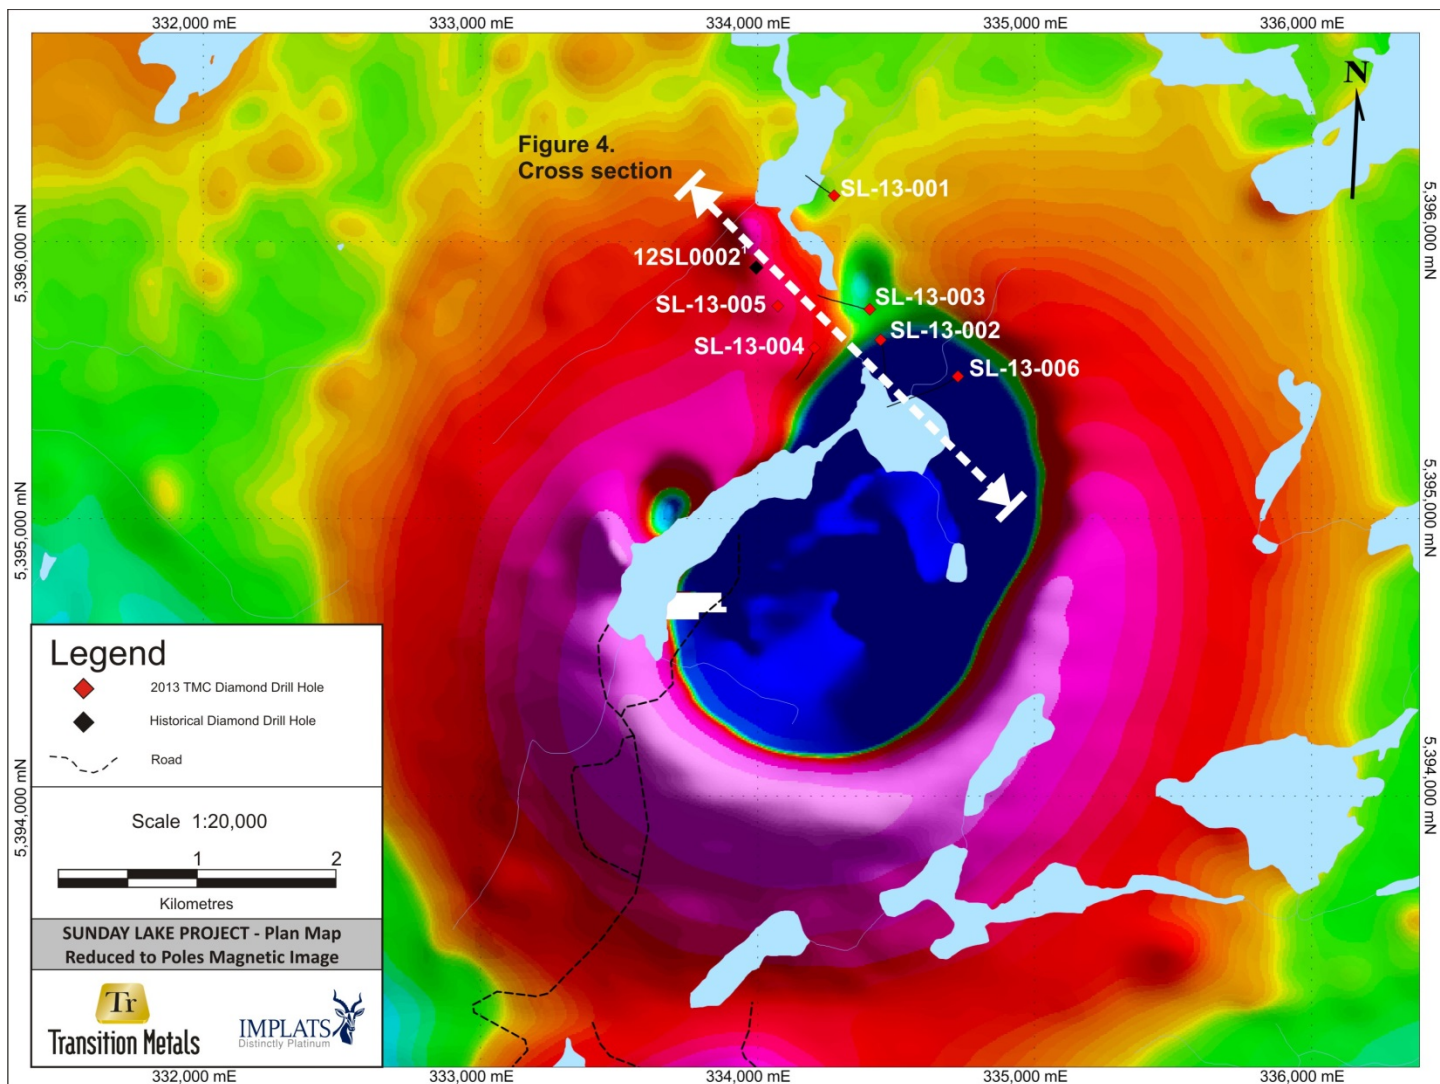 332,000 mE
333,000 mE
334,000 mE
335,000 mE
336,000 mE
N
Figure 4.
Cross section
SL-13-001
5,396,000 mN
5,396,000 mN
12SL0002¹
SL-13-005
SL-13-003
SL-13-002
SL-13-004
SL-13-006
5,395,000 mN
5,395,000 mN
Legend
2013 TMC Diamond Drill Hole
Historical Diamond Drill Hole
Road
5,394,000 mN
5,394,000 mN
Scale 1:20,000
1 2
Kilometres
SUNDAY LAKE PROJECT - Plan Map
Reduced to Poles Magnetic Image
Tr
Transition Metals
IMPLATS
Distinctly Platinum
332,000 mE
333,000 mE
334,000 mE
335,000 mE
336,000 mE